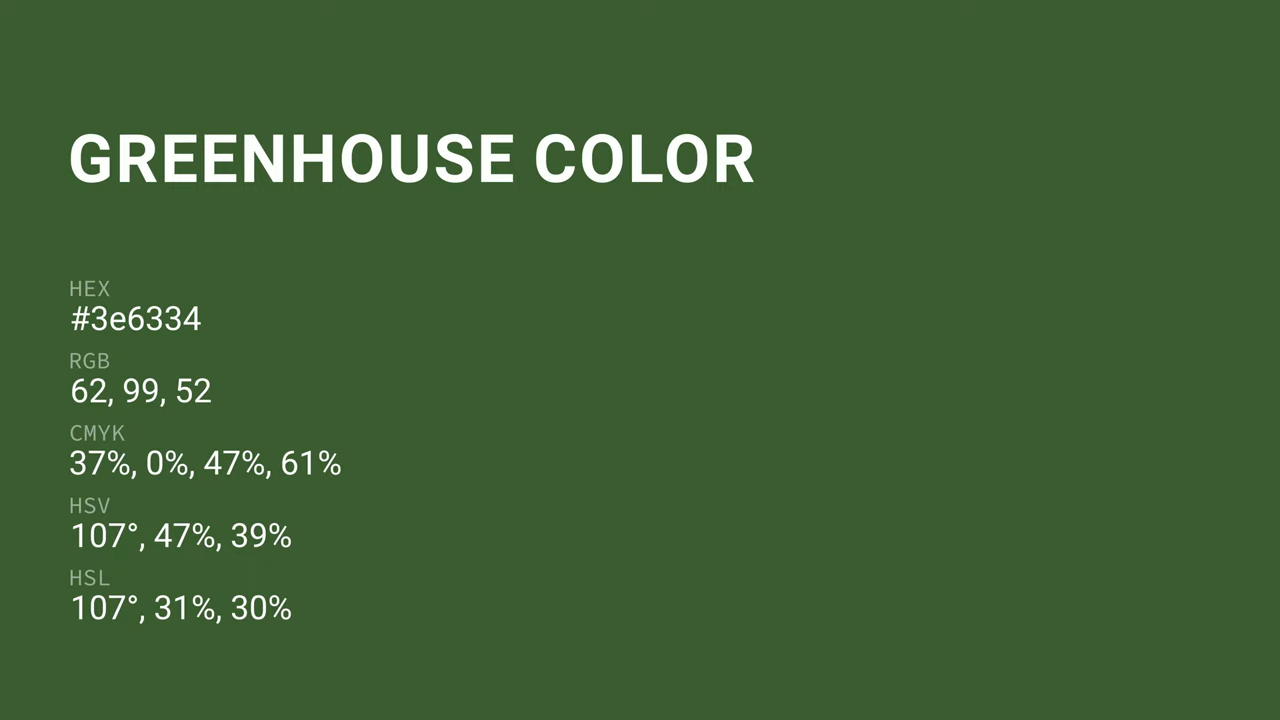 GREENHOUSE COLOR
HEX
#3e6334
RGB
62, 99, 52
CMYK
37%, 0%, 47%, 61%
HSV
107°, 47%, 39%
HSL
107°, 31%, 30%